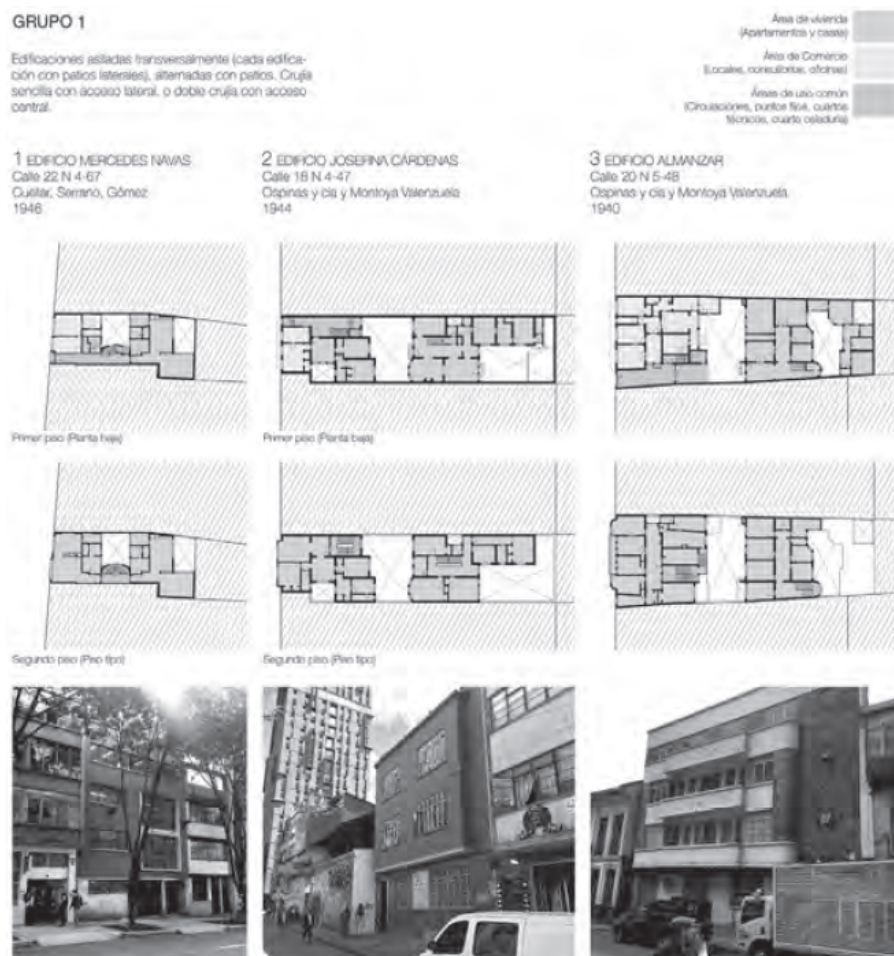 GRUPO 1
Edificaciones aisladas transversalmente (cada edifica-
ción con patios laterales), alternadas con patios. Crujía
sencilla con acceso lateral, o doble crujía con acceso
central.
Área de vivienda
(Apartamentos y casas)
Área de Comercio
(Locales, consultorios, oficinas)
Áreas de uso común
(Circulaciones, puntos fijos, cuartos
técnicos, cuarto celaduría)
1 EDIFICIO MERCEDES NAVAS
Calle 22 N 4-67
Cuéllar, Serrano, Gómez
1946
2 EDIFICIO JOSEFINA CÁRDENAS
Calle 18 N 4-47
Ospinas y cía y Montoya Valenzuela
1944
3 EDIFICIO ALMANZAR
Calle 20 N 5-48
Ospinas y cía y Montoya Valenzuela
1940
Primer piso (Planta baja)
Primer piso (Planta baja)
Segundo piso (Piso tipo)
Segundo piso (Piso tipo)